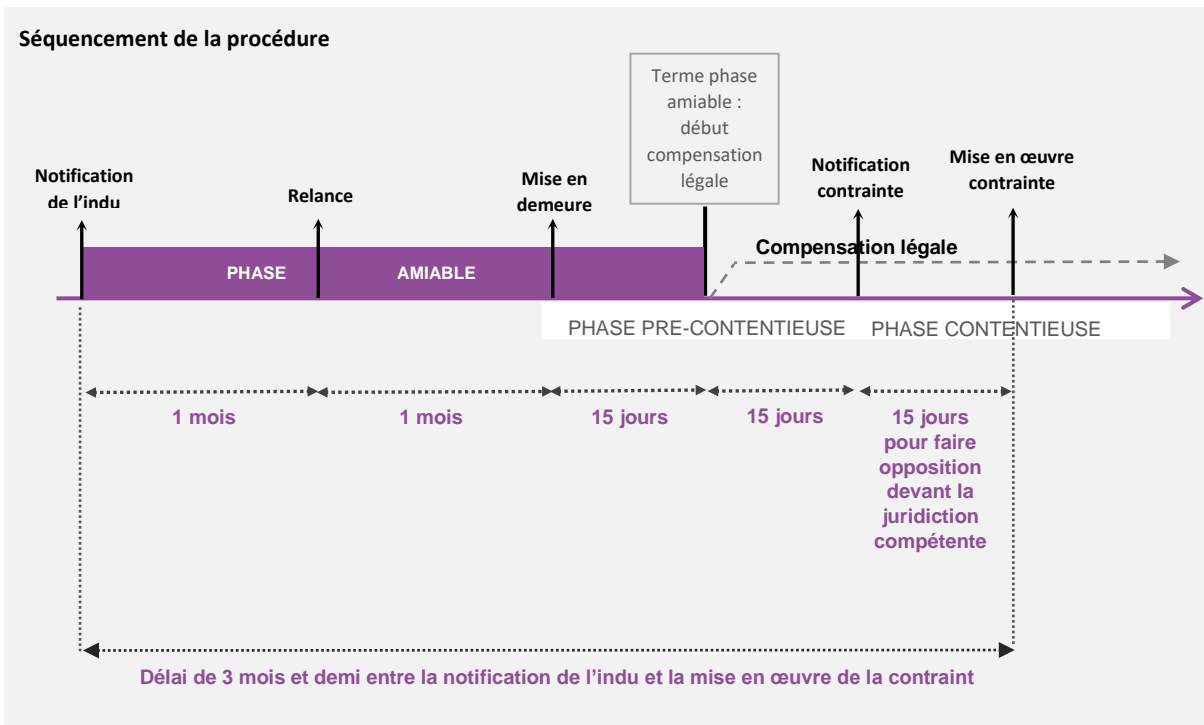 Séquencement de la procédure
Terme phase
amiable :
début
compensation
légale
Notification
de l’indu
Relance
Mise en
demeure
Notification
contrainte
Mise en œuvre
contrainte
Compensation légale
PHASE AMIABLE
PHASE PRE-CONTENTIEUSE
PHASE CONTENTIEUSE
1 mois
1 mois
15 jours
15 jours
15 jours
pour faire
opposition
devant la
juridiction
compétente
Délai de 3 mois et demi entre la notification de l’indu et la mise en œuvre de la contraint